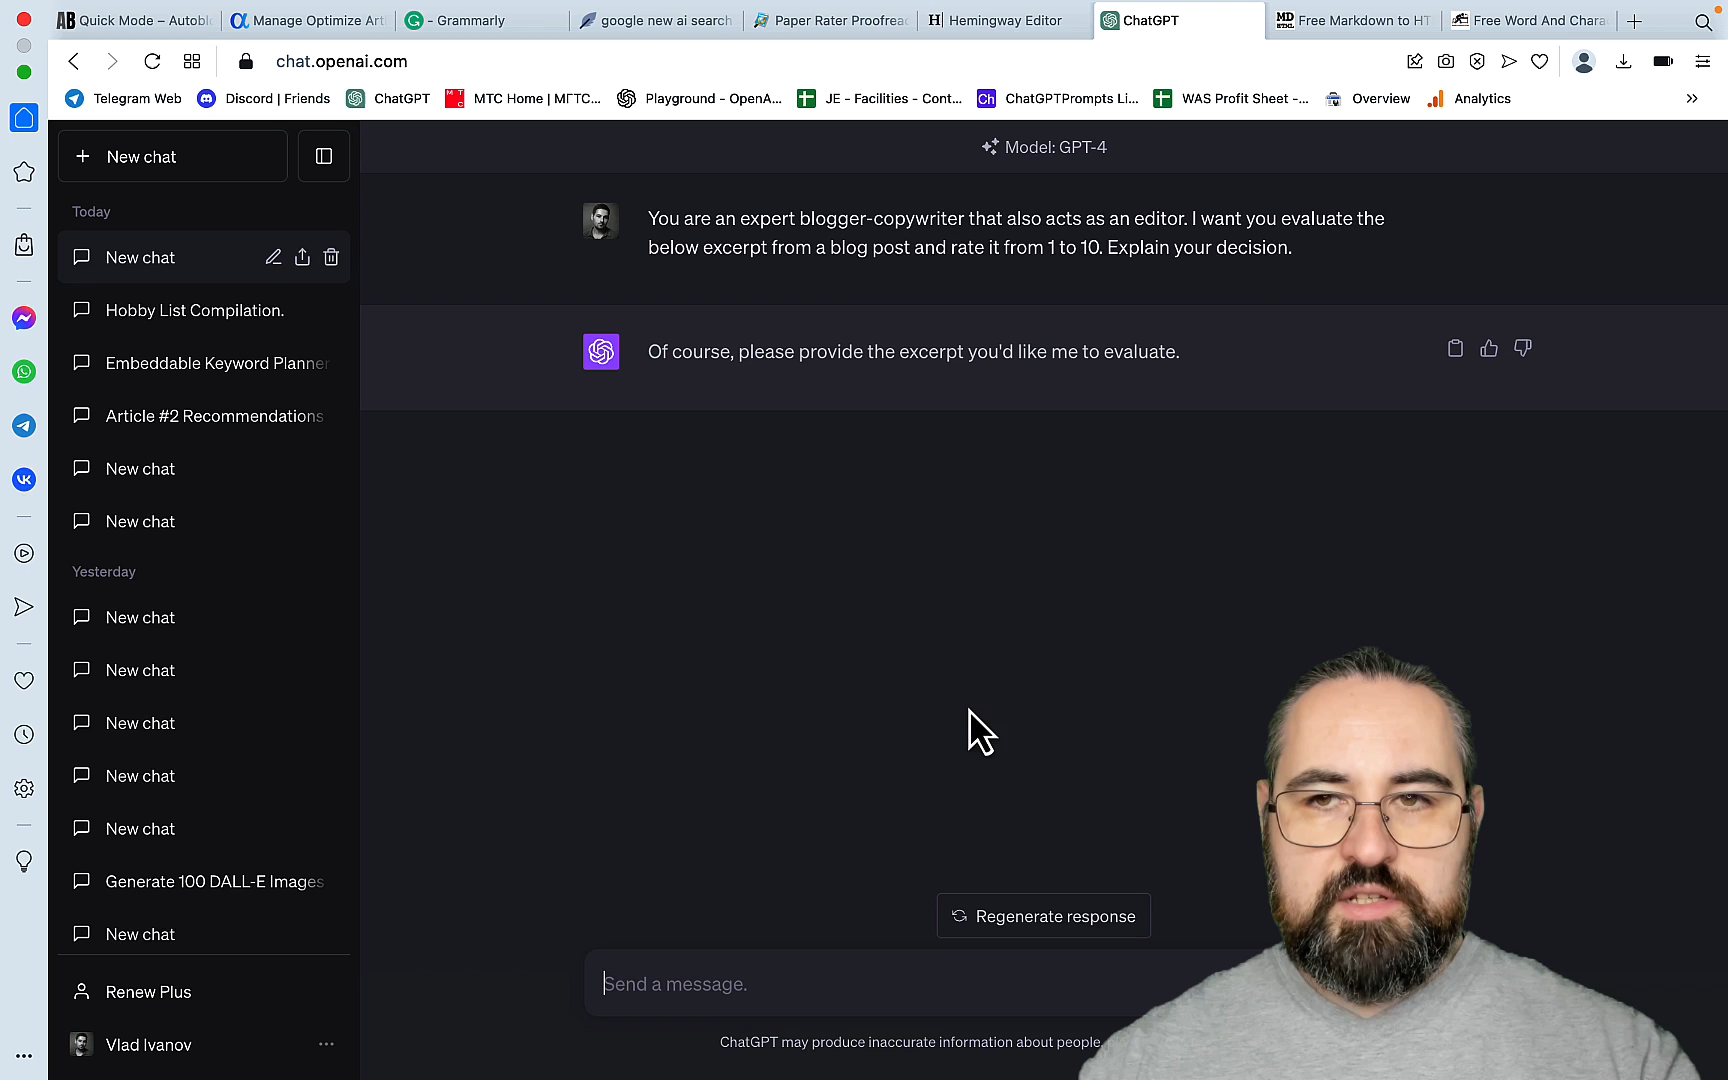 Quick Mode – Autoblo
Manage Optimize Art
- Grammarly
google new ai search
Paper Rater Proofread
Hemingway Editor
ChatGPT
Free Markdown to HT
Free Word And Chara
chat.openai.com
Telegram Web
Discord | Friends
ChatGPT
MTC Home | МГТС...
Playground - OpenA...
JE - Facilities - Cont...
ChatGPTPrompts Li...
WAS Profit Sheet -...
Overview
Analytics
New chat
Model: GPT-4
Today
New chat
Hobby List Compilation.
Embeddable Keyword Planner
Article #2 Recommendations
New chat
New chat
Yesterday
New chat
New chat
New chat
New chat
New chat
Generate 100 DALL-E Images
New chat
Renew Plus
Vlad Ivanov
You are an expert blogger-copywriter that also acts as an editor. I want you evaluate the
below excerpt from a blog post and rate it from 1 to 10. Explain your decision.
Of course, please provide the excerpt you'd like me to evaluate.
Regenerate response
Send a message.
ChatGPT may produce inaccurate information about people,